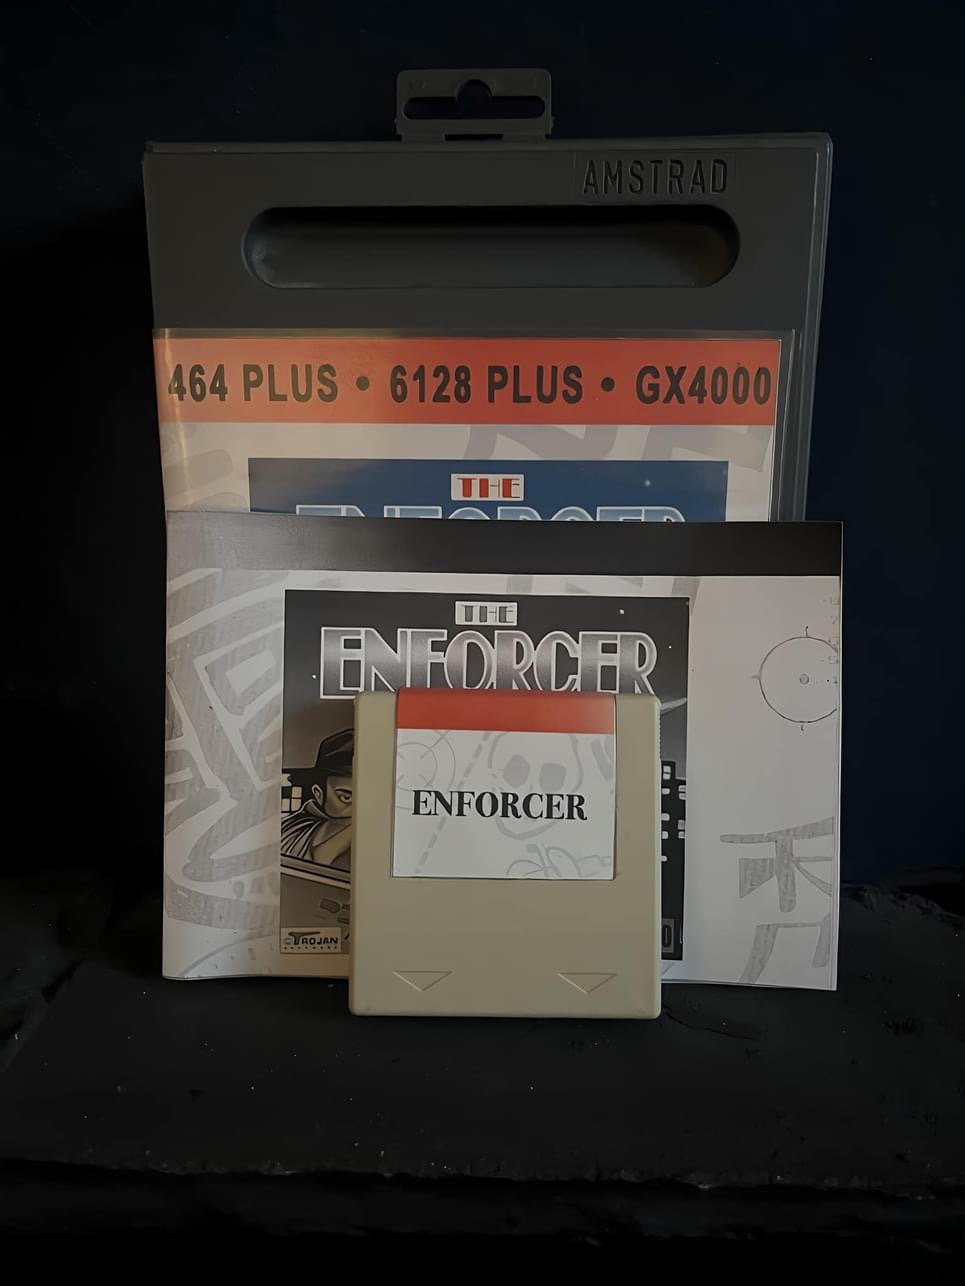 AMSTRAD
464 PLUS • 6128 PLUS • GX4000
THE
ENFORCER
THE
ENFORCER
ENFORCER
©TROJAN